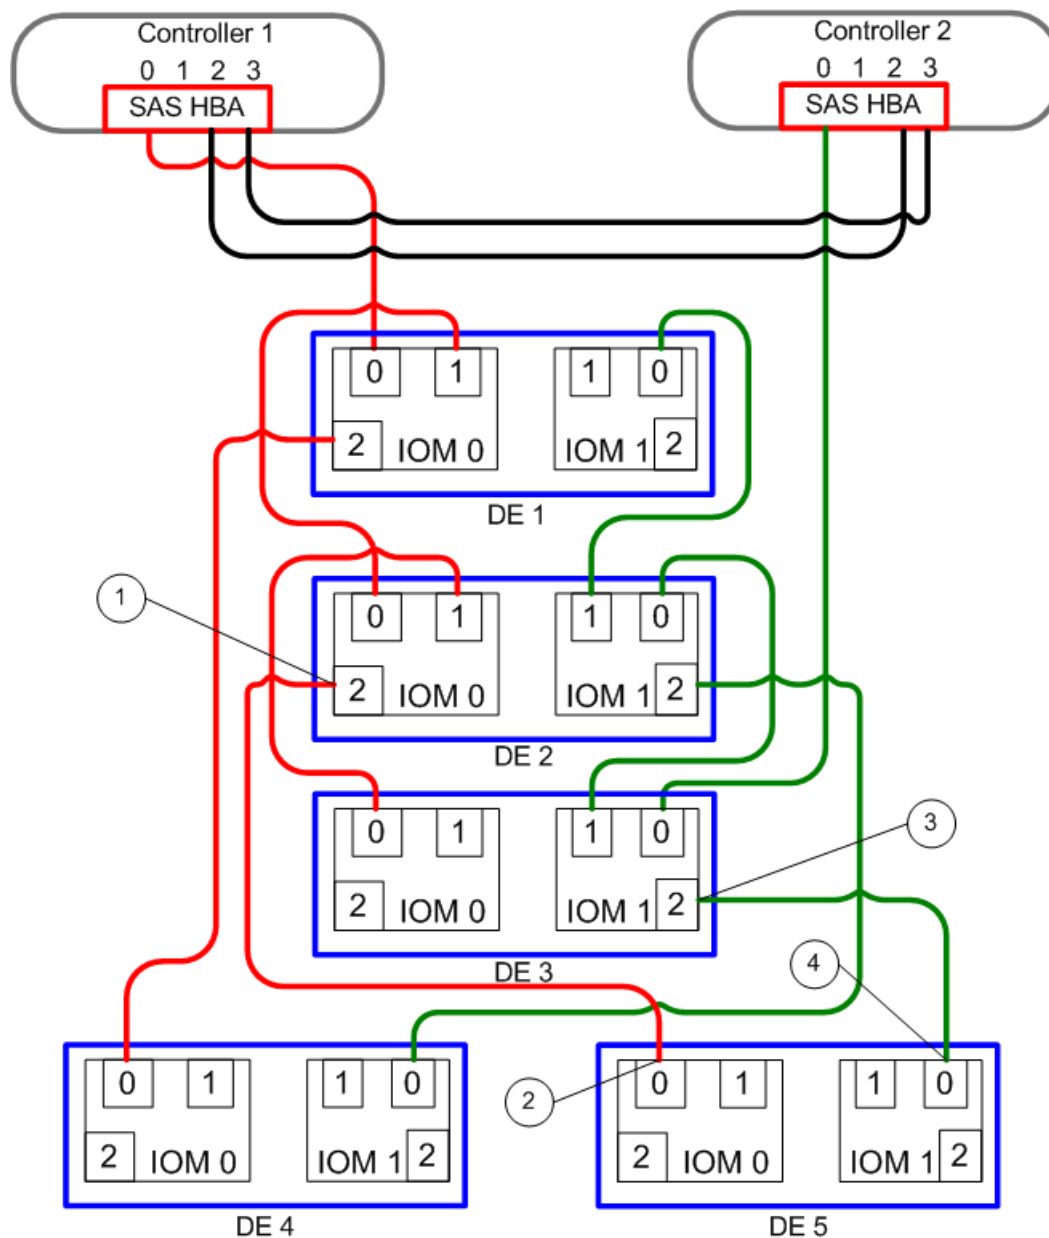 Controller 1
0 1 2 3
SAS HBA
Controller 2
0 1 2 3
SAS HBA
0 1
2 IOM 0
1 0
IOM 1 2
DE 1
1
0 1
2 IOM 0
1 0
IOM 1 2
DE 2
0 1
2 IOM 0
1 0
IOM 1 2
DE 3
3
4
0 1
2 IOM 0
1 0
IOM 1 2
DE 4
2
0 1
2 IOM 0
1 0
IOM 1 2
DE 5